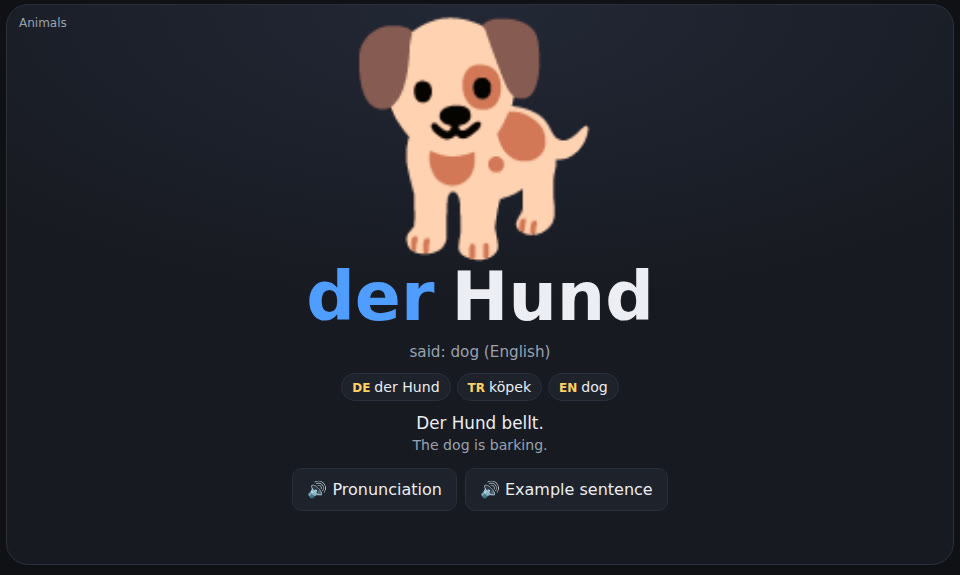 Animals
der Hund
said: dog (English)
DE der Hund TR köpek EN dog
Der Hund bellt.
The dog is barking.
🔊 Pronunciation 🔊 Example sentence